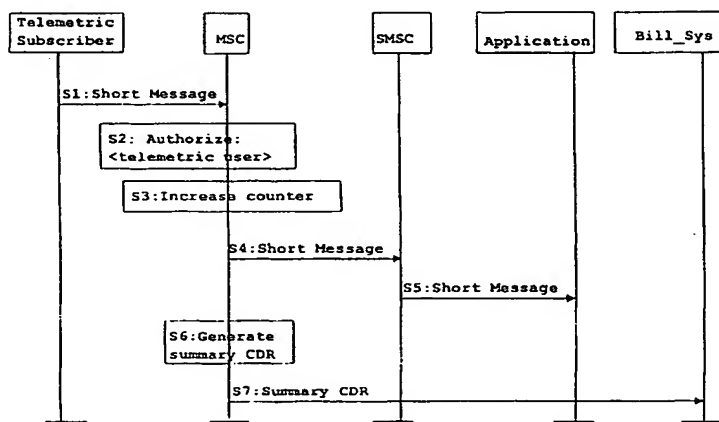 Telemetric
Subscriber
MSC
SMSC
Application
Bill_Sys
S1:Short Message
S2: Authorize:
<telemetric user>
S3:Increase counter
S4:Short Message
S5:Short Message
S6:Generate
summary CDR
S7:Summary CDR